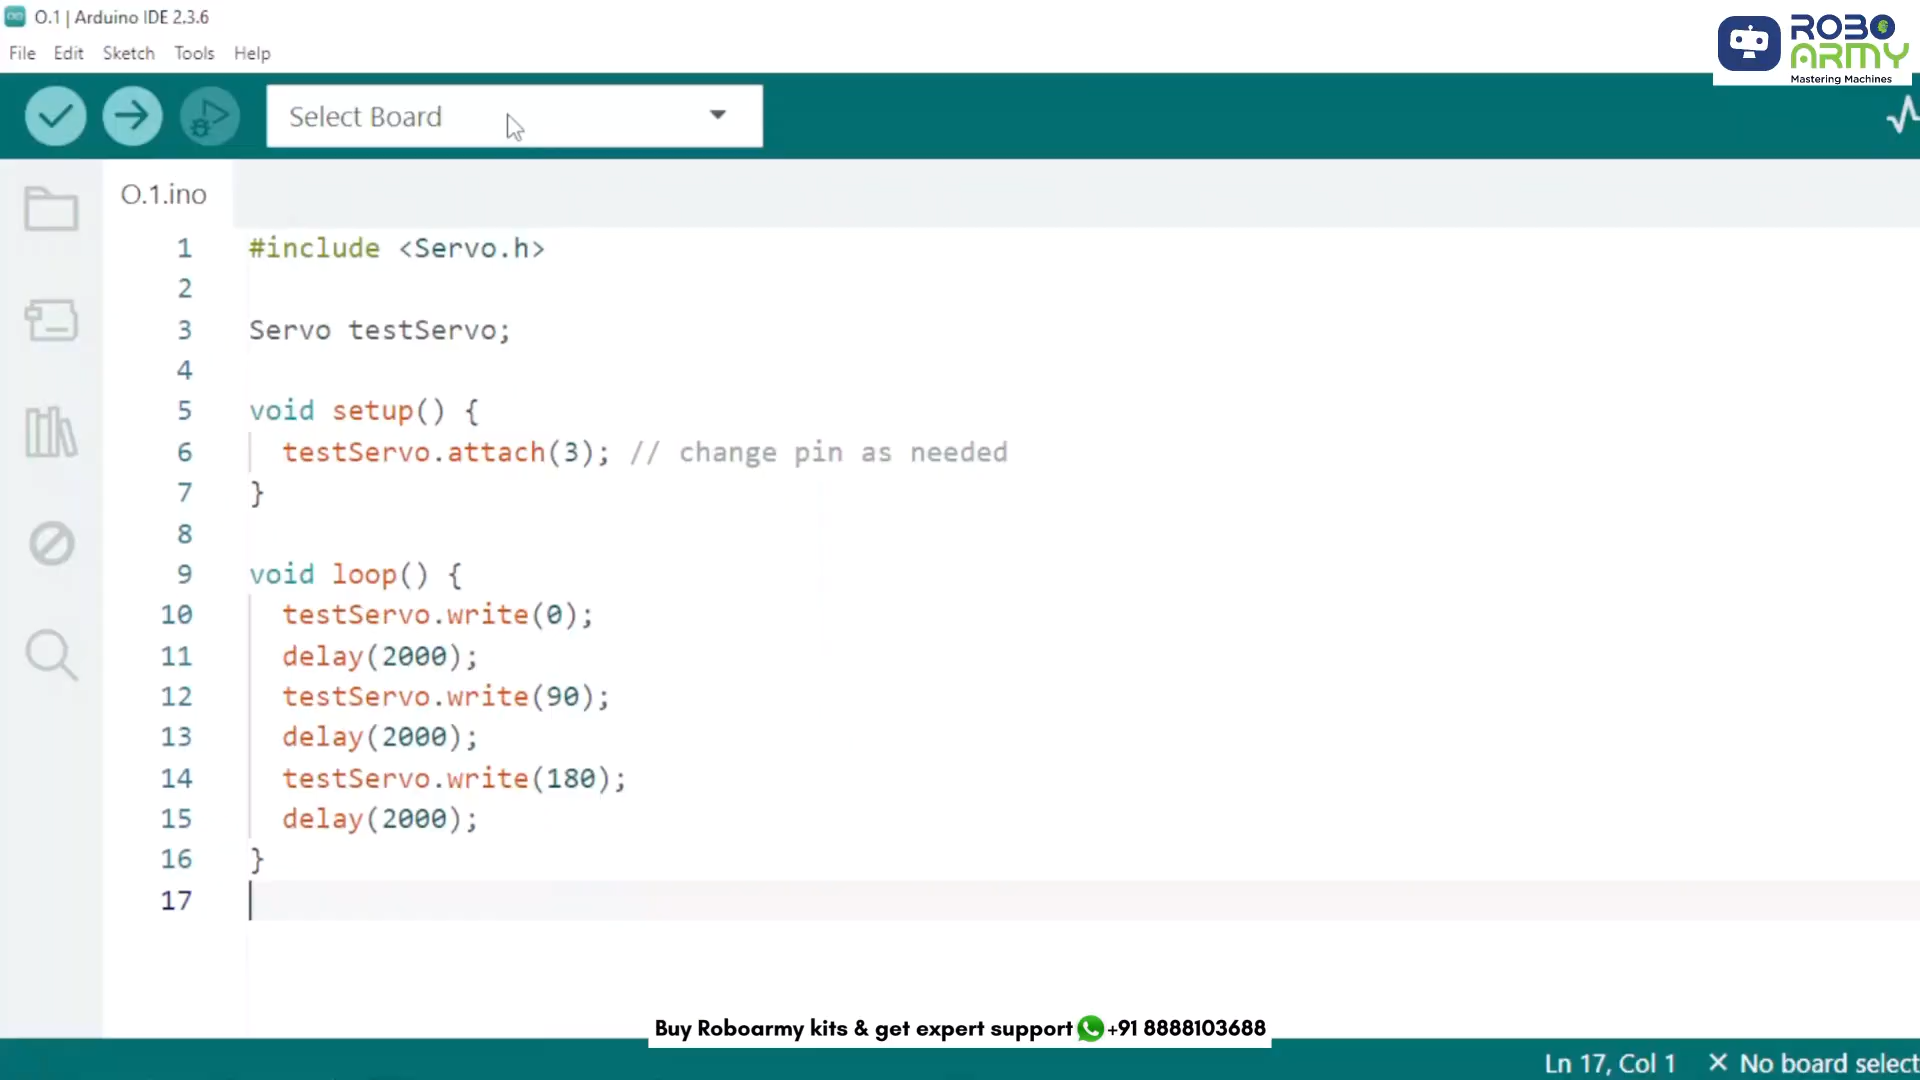 O.1 | Arduino IDE 2.3.6
File Edit Sketch Tools Help
ROBO
ARMY
Mastering Machines
Select Board
O.1.ino
1 #include <Servo.h>
2
3 Servo testServo;
4
5 void setup() {
6 testServo.attach(3); // change pin as needed
7 }
8
9 void loop() {
10 testServo.write(0);
11 delay(2000);
12 testServo.write(90);
13 delay(2000);
14 testServo.write(180);
15 delay(2000);
16 }
17
Buy Roboarmy kits & get expert support +91 8888103688
Ln 17, Col 1 × No board select